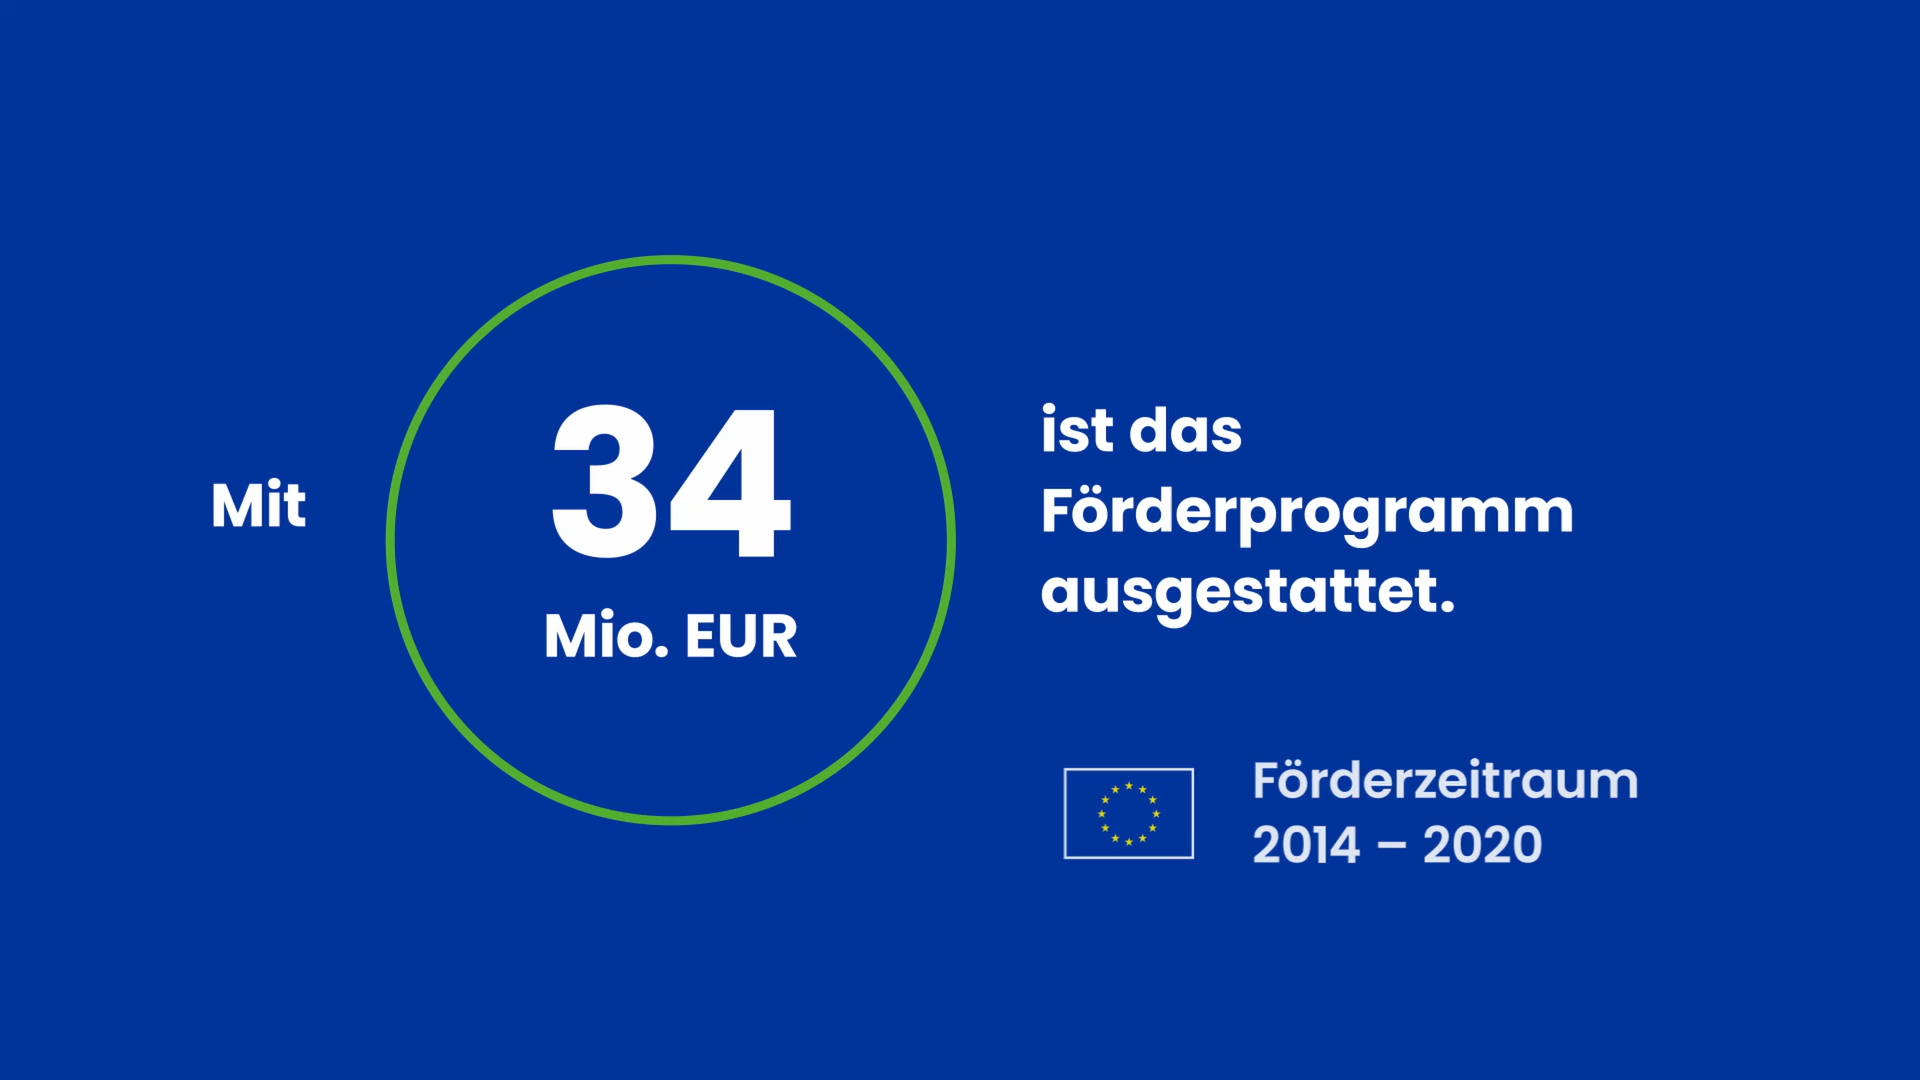 Mit
34
Mio. EUR
ist das
Förderprogramm
ausgestattet.
Förderzeitraum
2014 – 2020